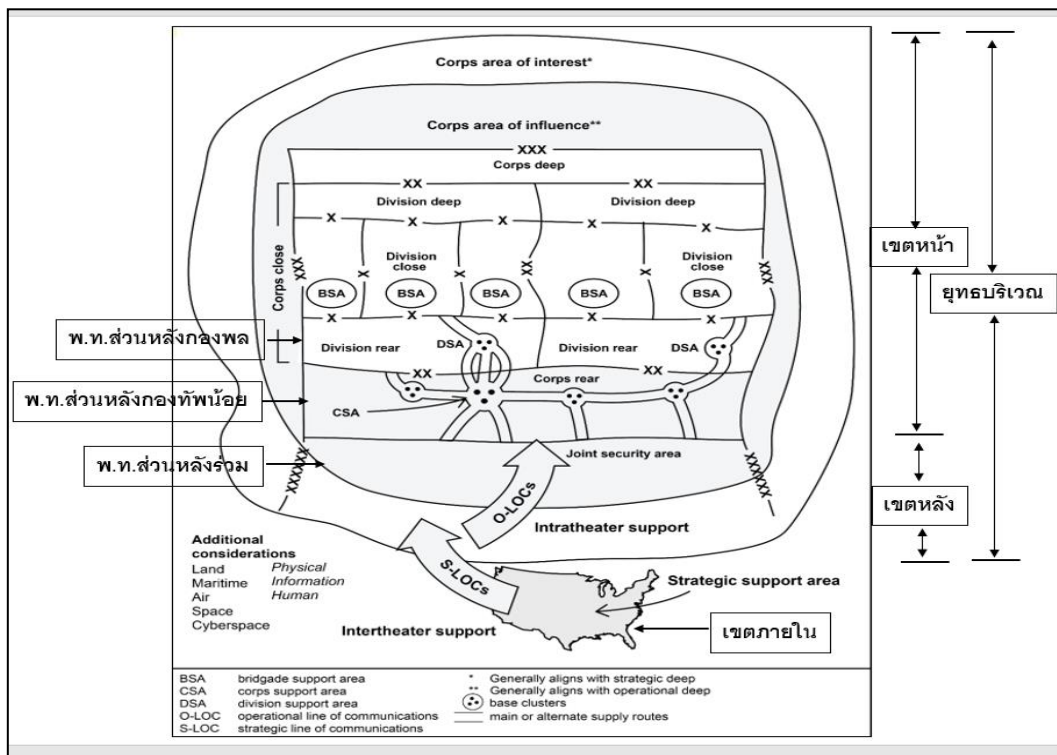 Corps area of interest*
Corps area of influence**
XXX
Corps deep
XX
XX
Division deep
Division deep
X
X
X
X
X
Corps close
XXX
X
Division
close
X
X
X
Division
close
XXX
BSA
BSA
BSA
BSA
BSA
X
X
X
X
X
Division rear
DSA
Division rear
DSA
XX
XX
Corps rear
CSA
Joint security area
XXXXXX
XXXXXX
O-LOCs
Intratheater support
S-LOCs
Additional
considerations
Land
Physical
Maritime
Information
Air
Human
Space
Cyberspace
Strategic support area
Intertheater support
เขตหน้า
ยุทธบริเวณ
พ.ท.ส่วนหลังกองพล
พ.ท.ส่วนหลังกองทัพน้อย
พ.ท.ส่วนหลังร่วม
เขตหลัง
เขตภายใน
BSA bridgade support area
CSA corps support area
DSA division support area
O-LOC operational line of communications
S-LOC strategic line of communications
* Generally aligns with strategic deep
** Generally aligns with operational deep
base clusters
main or alternate supply routes